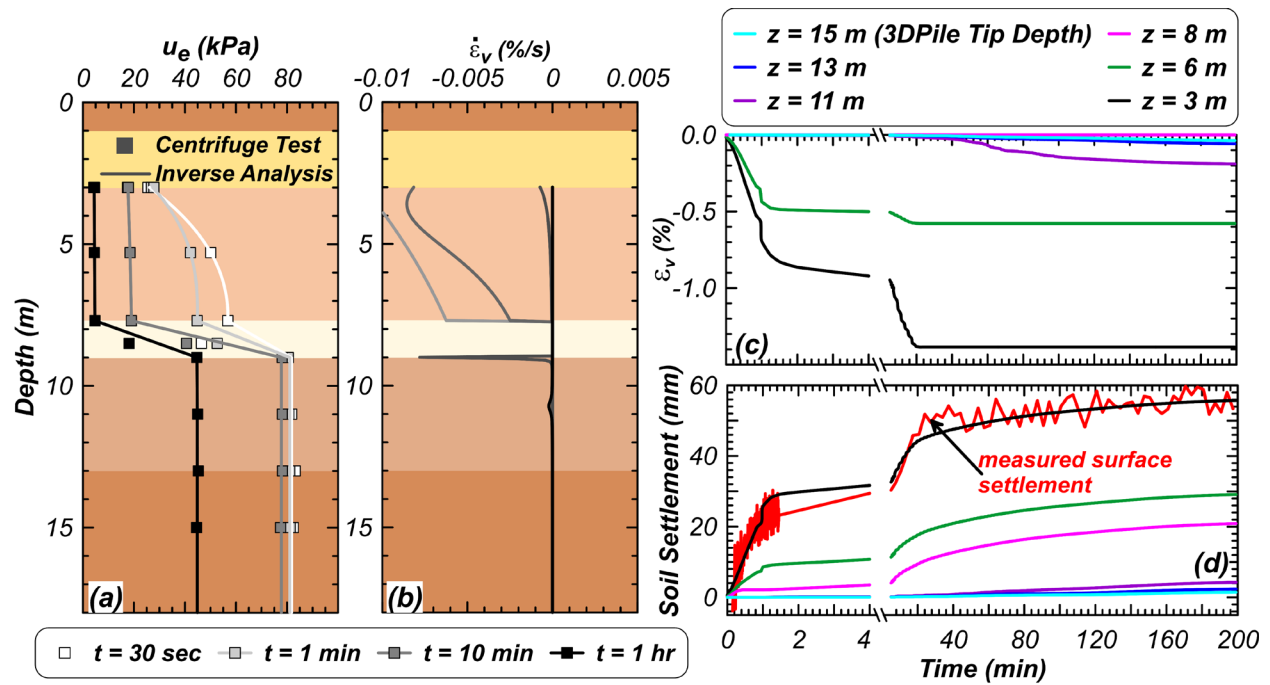 u_e (kPa)
0 20 40 60 80
ε̇_v (%/s)
-0.01 -0.005 0 0.005
z = 15 m (3DPile Tip Depth)
z = 8 m
z = 13 m
z = 6 m
z = 11 m
z = 3 m
Depth (m)
0
5
10
15
Centrifuge Test
Inverse Analysis
(a)
0
5
10
15
(b)
ε_v (%)
0.0
-0.5
-1.0
(c)
Soil Settlement (mm)
60
40
20
0
measured surface
settlement
(d)
0 2 4 40 80 120 160 200
Time (min)
t = 30 sec t = 1 min t = 10 min t = 1 hr